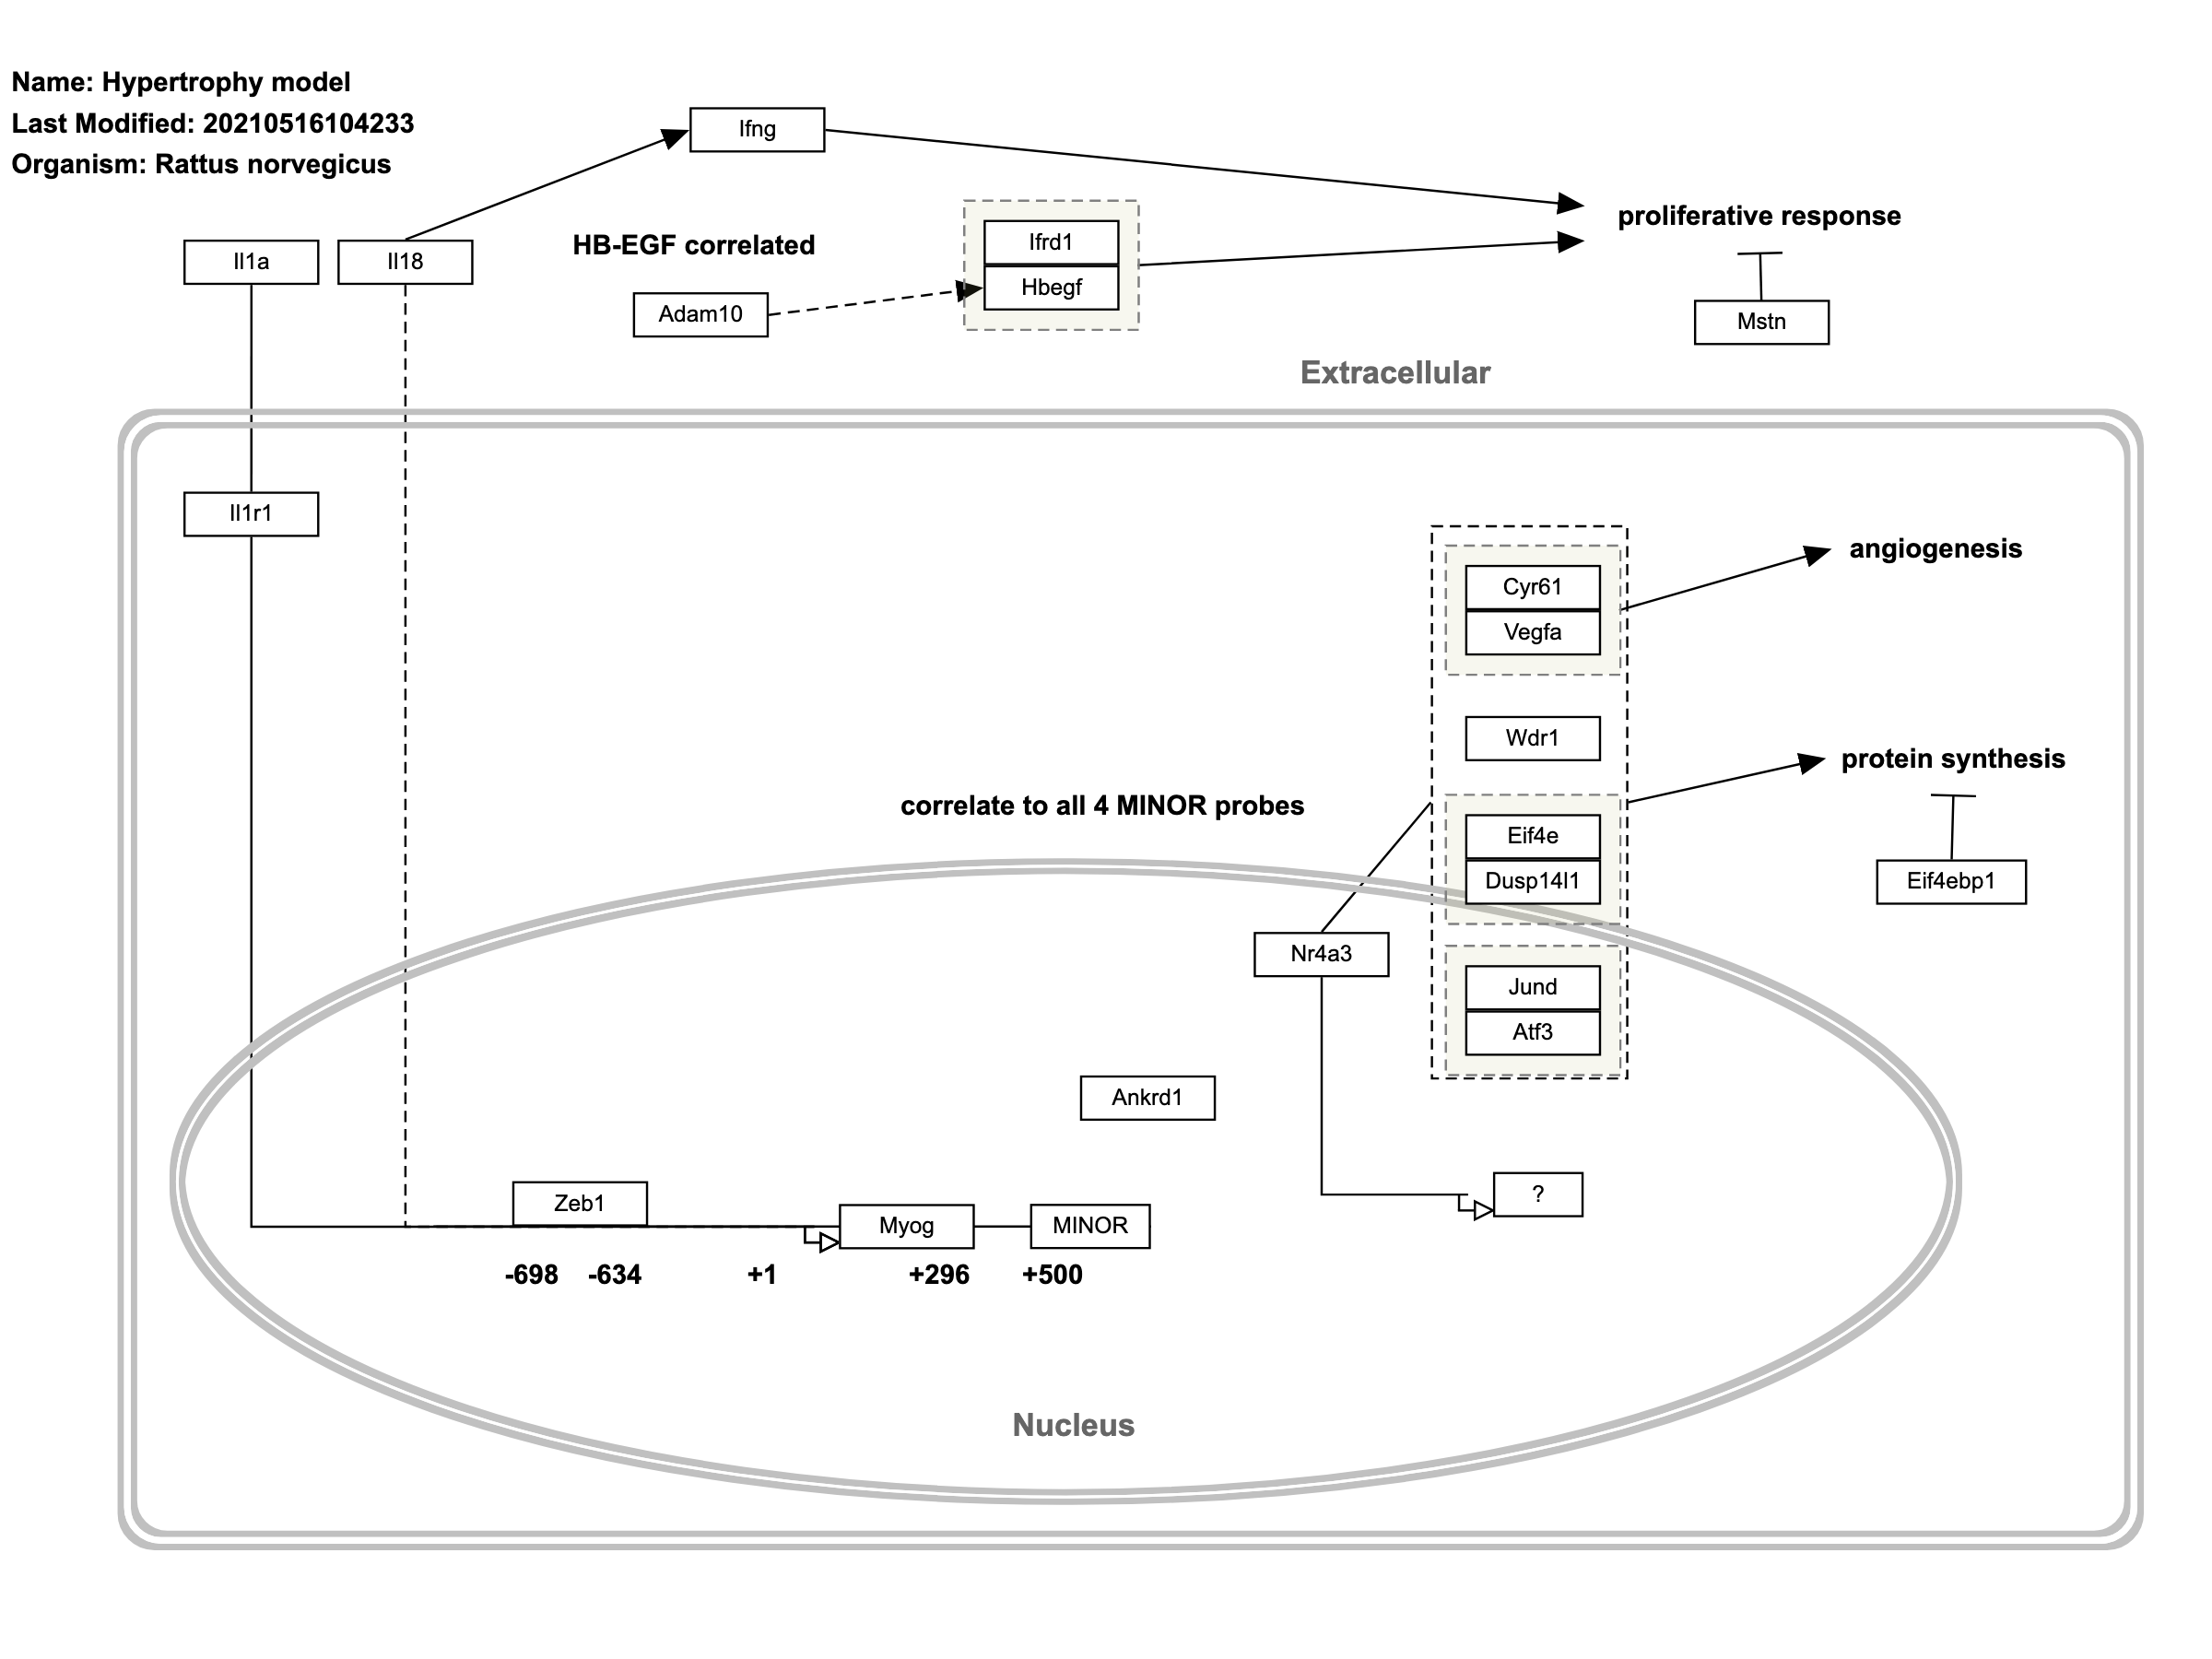 Name: Hypertrophy model
Last Modified: 20210516104233
Organism: Rattus norvegicus
Ifng
proliferative response
Il1a
Il18
HB-EGF correlated
Ifrd1
Hbegf
Adam10
Mstn
Extracellular
Il1r1
angiogenesis
Cyr61
Vegfa
Wdr1
protein synthesis
correlate to all 4 MINOR probes
Eif4e
Dusp14l1
Eif4ebp1
Nr4a3
Jund
Atf3
Ankrd1
Zeb1
?
Myog
MINOR
-698 -634 +1 +296 +500
Nucleus